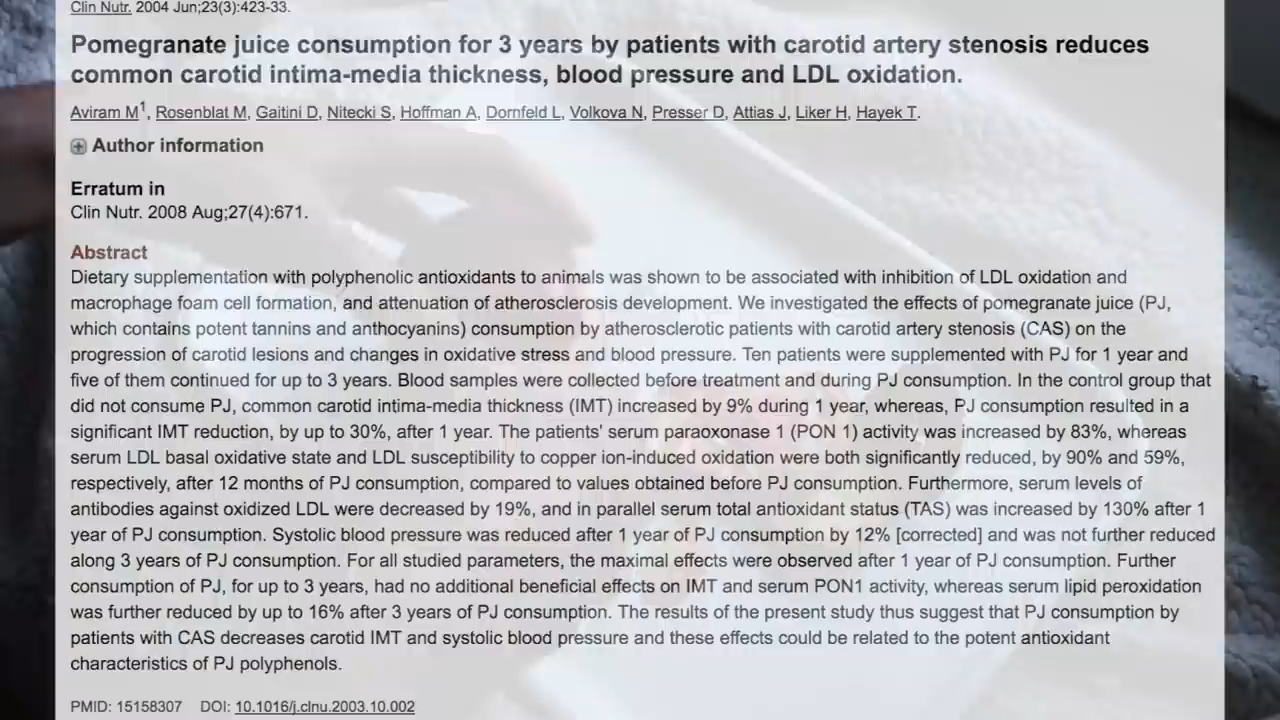 Clin Nutr. 2004 Jun;23(3):423-33.
Pomegranate juice consumption for 3 years by patients with carotid artery stenosis reduces
common carotid intima-media thickness, blood pressure and LDL oxidation.
Aviram M1, Rosenblat M, Gaitini D, Nitecki S, Hoffman A, Dornfeld L, Volkova N, Presser D, Attias J, Liker H, Hayek T.
Author information
Erratum in
Clin Nutr. 2008 Aug;27(4):671.
Abstract
Dietary supplementation with polyphenolic antioxidants to animals was shown to be associated with inhibition of LDL oxidation and
macrophage foam cell formation, and attenuation of atherosclerosis development. We investigated the effects of pomegranate juice (PJ,
which contains potent tannins and anthocyanins) consumption by atherosclerotic patients with carotid artery stenosis (CAS) on the
progression of carotid lesions and changes in oxidative stress and blood pressure. Ten patients were supplemented with PJ for 1 year and
five of them continued for up to 3 years. Blood samples were collected before treatment and during PJ consumption. In the control group that
did not consume PJ, common carotid intima-media thickness (IMT) increased by 9% during 1 year, whereas, PJ consumption resulted in a
significant IMT reduction, by up to 30%, after 1 year. The patients' serum paraoxonase 1 (PON 1) activity was increased by 83%, whereas
serum LDL basal oxidative state and LDL susceptibility to copper ion-induced oxidation were both significantly reduced, by 90% and 59%,
respectively, after 12 months of PJ consumption, compared to values obtained before PJ consumption. Furthermore, serum levels of
antibodies against oxidized LDL were decreased by 19%, and in parallel serum total antioxidant status (TAS) was increased by 130% after 1
year of PJ consumption. Systolic blood pressure was reduced after 1 year of PJ consumption by 12% [corrected] and was not further reduced
along 3 years of PJ consumption. For all studied parameters, the maximal effects were observed after 1 year of PJ consumption. Further
consumption of PJ, for up to 3 years, had no additional beneficial effects on IMT and serum PON1 activity, whereas serum lipid peroxidation
was further reduced by up to 16% after 3 years of PJ consumption. The results of the present study thus suggest that PJ consumption by
patients with CAS decreases carotid IMT and systolic blood pressure and these effects could be related to the potent antioxidant
characteristics of PJ polyphenols.
PMID: 15158307 DOI: 10.1016/j.clnu.2003.10.002